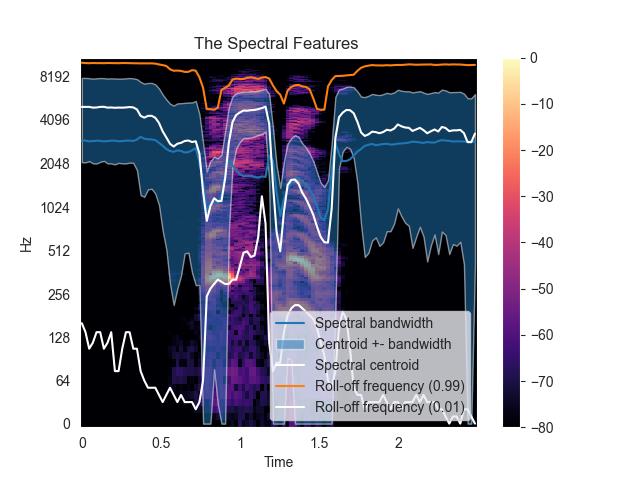 The Spectral Features
8192
4096
2048
1024
512
256
128
64
0
Hz
0
0.5
1
1.5
2
Time
Spectral bandwidth
Centroid +- bandwidth
Spectral centroid
Roll-off frequency (0.99)
Roll-off frequency (0.01)
0
−10
−20
−30
−40
−50
−60
−70
−80